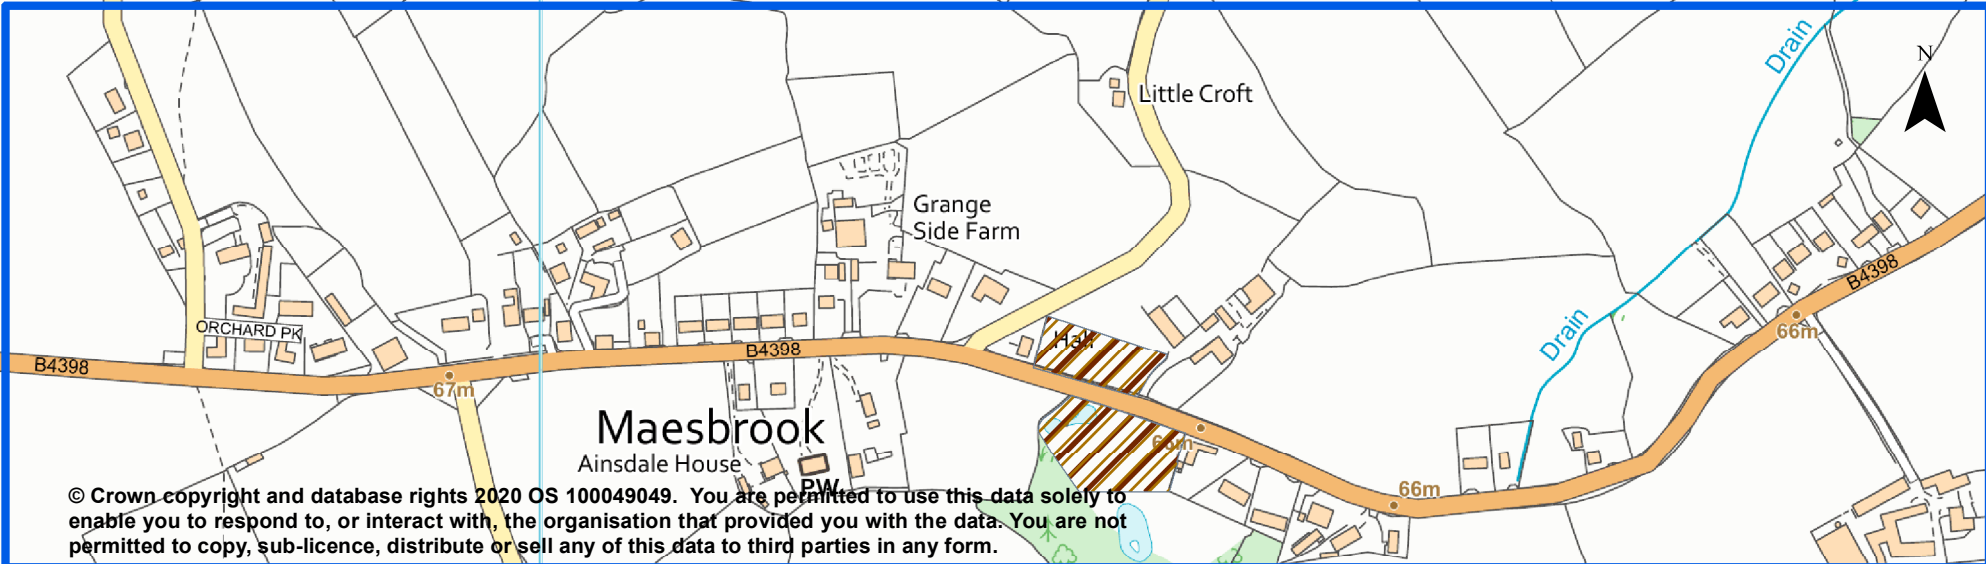 Drain
N
Little Croft
Grange
Side Farm
ORCHARD PK
Hall
Drain
B4398
66m
B4398
B4398
67m
Maesbrook
Ainsdale House
66m
PW
66m
© Crown copyright and database rights 2020 OS 100049049. You are permitted to use this data solely to
enable you to respond to, or interact with, the organisation that provided you with the data. You are not
permitted to copy, sub-licence, distribute or sell any of this data to third parties in any form.